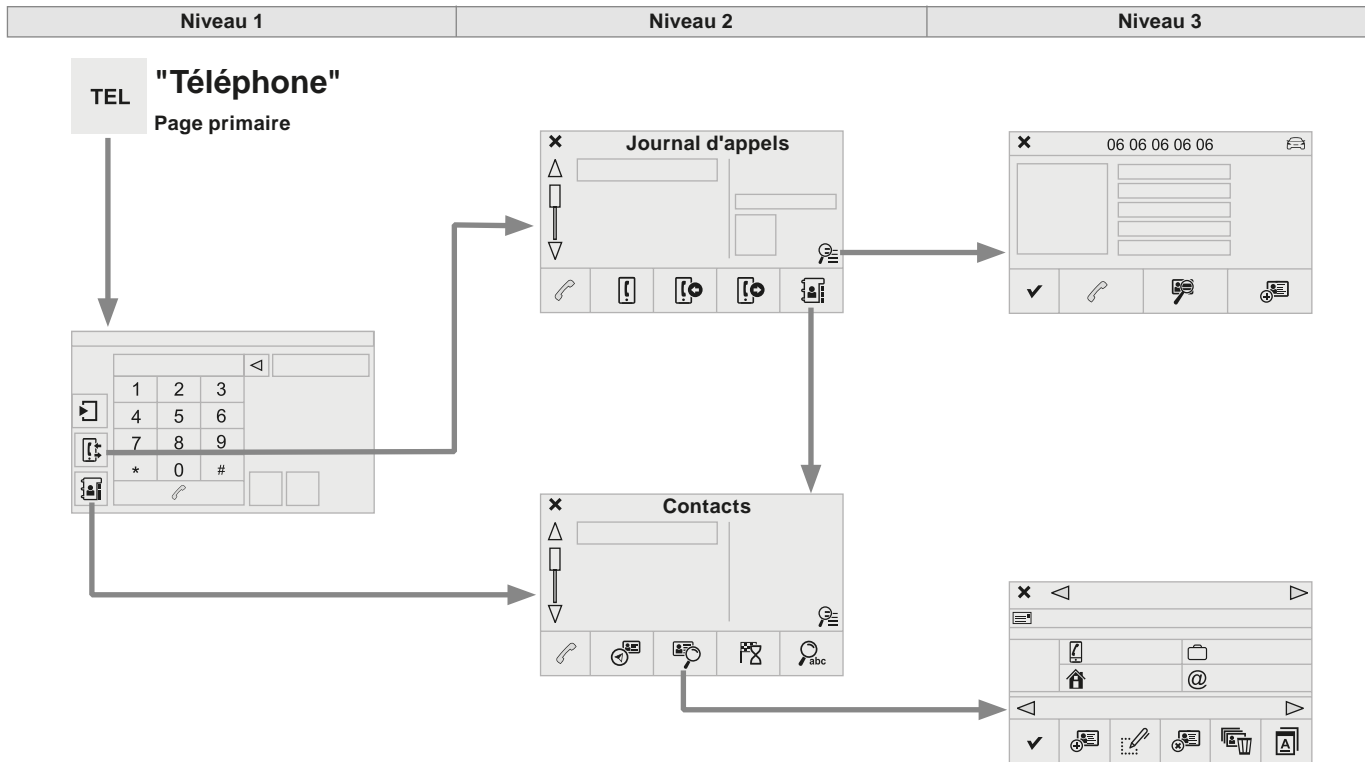 Niveau 1
Niveau 2
Niveau 3
TEL
"Téléphone"
Page primaire
Journal d'appels
06 06 06 06 06
1 2 3
4 5 6
7 8 9
* 0 #
Contacts
abc
@
A